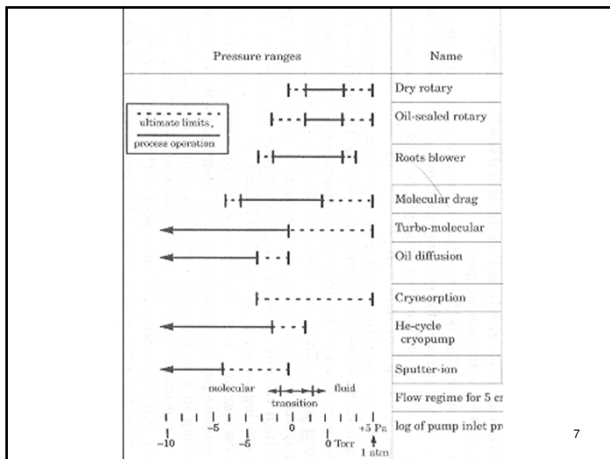 Pressure ranges Name
Dry rotary
ultimate limits,
process operation
Oil-sealed rotary
Roots blower
Molecular drag
Turbo-molecular
Oil diffusion
Cryosorption
He-cycle
cryopump
Sputter-ion
molecular fluid
transition
Flow regime for 5 cr
-5 0 +5 Pa
log of pump inlet pre
-10 -5 0 Torr
1 atm
7